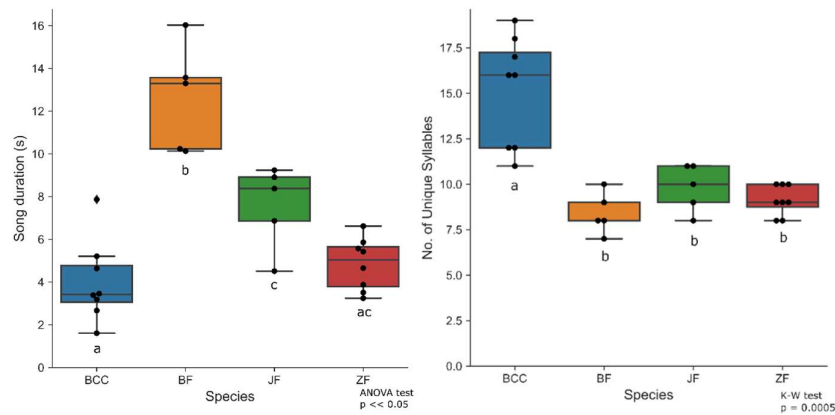 16
14
12
10
8
6
4
2
0
Song duration (s)
a
b
c
ac
BCC BF JF ZF
Species
ANOVA test
p << 0.05
17.5
15.0
12.5
10.0
7.5
5.0
2.5
0.0
No. of Unique Syllables
a
b
b
b
BCC BF JF ZF
Species
K-W test
p = 0.0005